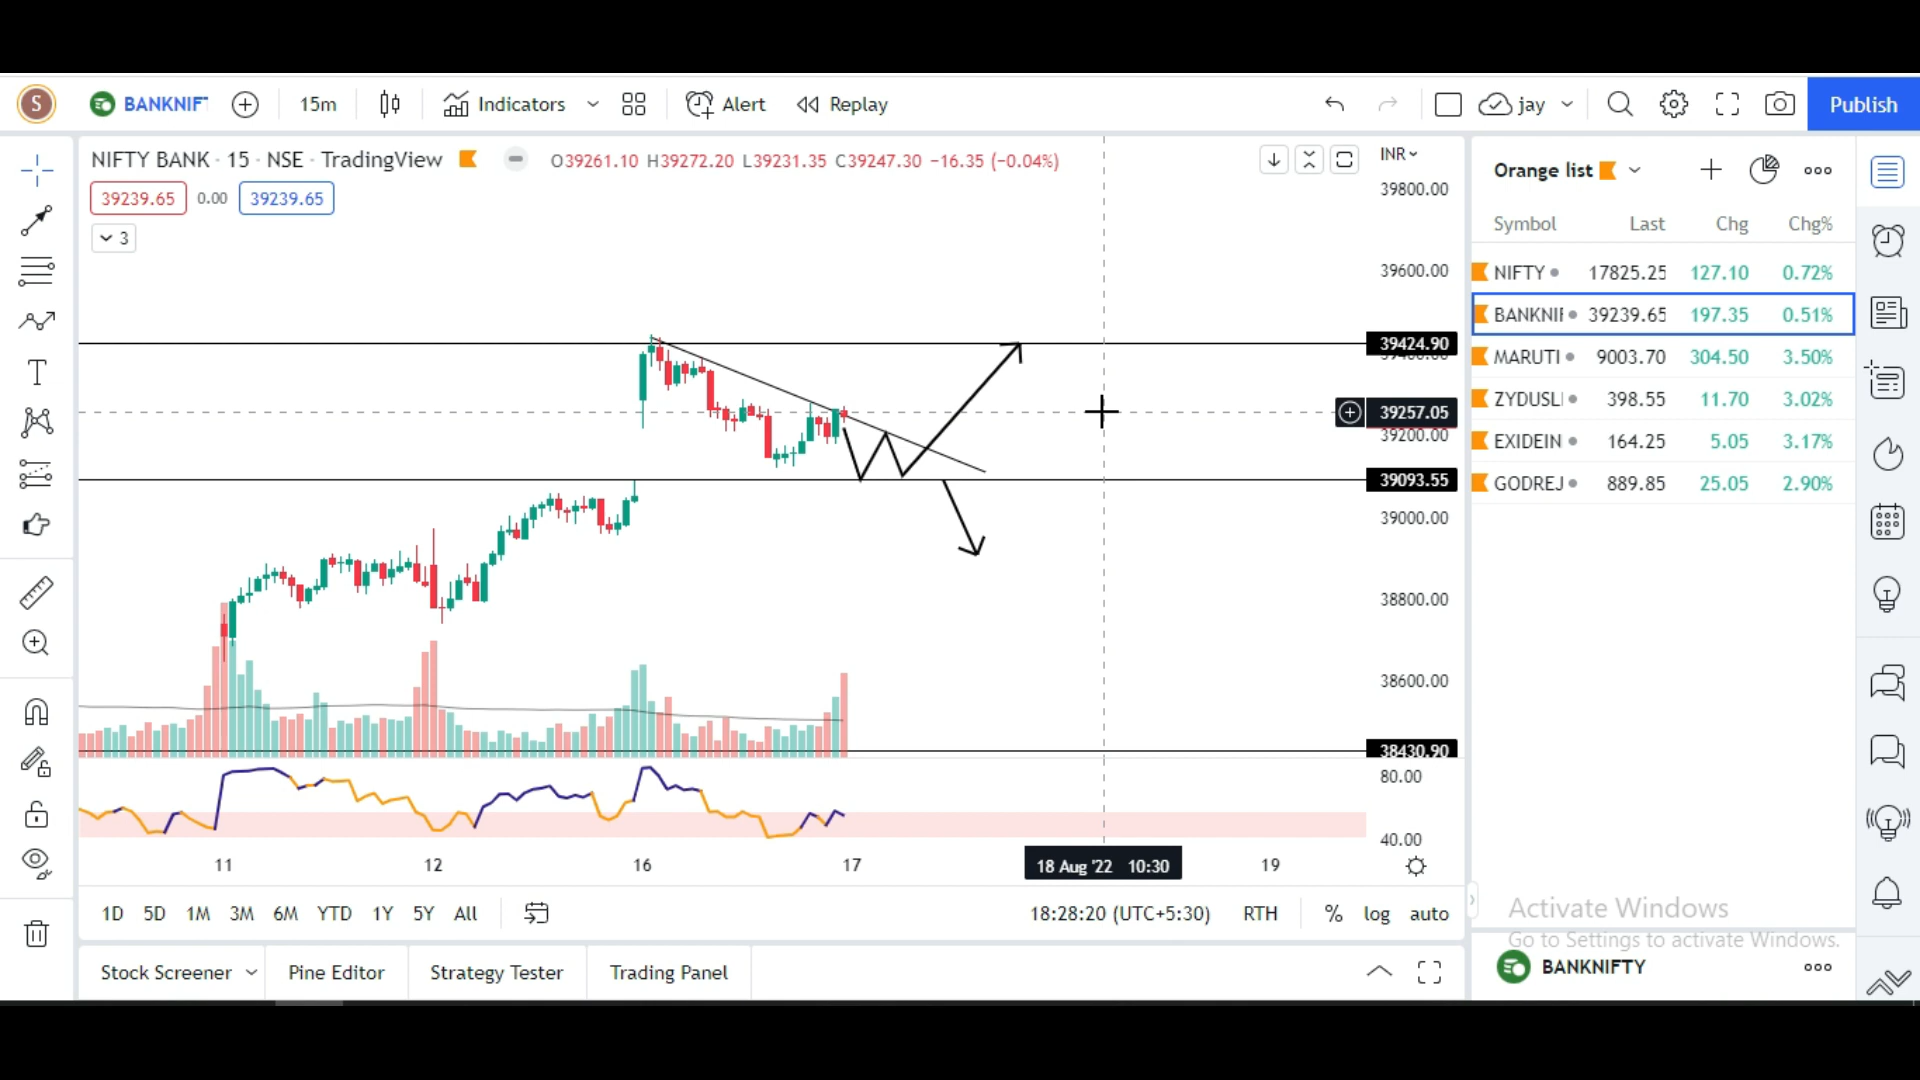 S BANKNIF 15m Indicators Alert Replay jay Publish
NIFTY BANK · 15 · NSE · TradingView O39261.10 H39272.20 L39231.35 C39247.30 −16.35 (−0.04%)
39239.65 0.00 39239.65
3
INR
39800.00
39600.00
39424.90
39257.05
39200.00
39093.55
39000.00
38800.00
38600.00
38430.90
80.00
40.00
11 12 16 17 18 Aug '22 10:30 19
1D 5D 1M 3M 6M YTD 1Y 5Y All 18:28:20 (UTC+5:30) RTH % log auto
Stock Screener Pine Editor Strategy Tester Trading Panel
Orange list
Symbol Last Chg Chg%
NIFTY 17825.25 127.10 0.72%
BANKNIF 39239.65 197.35 0.51%
MARUTI 9003.70 304.50 3.50%
ZYDUSLI 398.55 11.70 3.02%
EXIDEIN 164.25 5.05 3.17%
GODREJ 889.85 25.05 2.90%
Activate Windows
Go to Settings to activate Windows.
BANKNIFTY